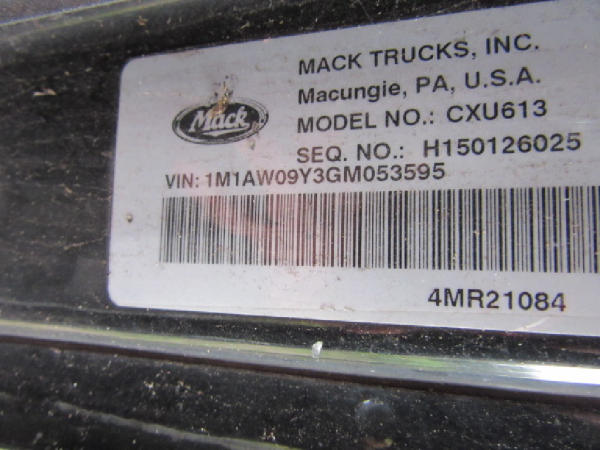 Mack
MACK TRUCKS, INC.
Macungie, PA, U.S.A.
MODEL NO.: CXU613
SEQ. NO.: H150126025
VIN: 1M1AW09Y3GM053595
4MR21084